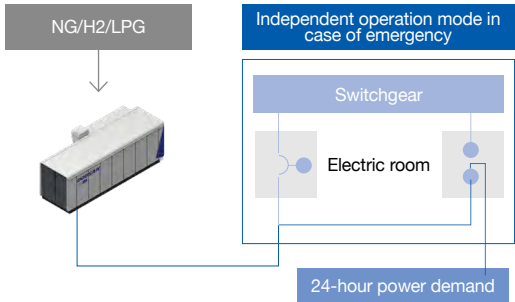 NG/H2/LPG
Independent operation mode in
case of emergency
Switchgear
Electric room
24-hour power demand